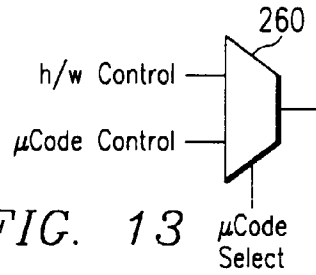 260
h/w Control
μCode Control
FIG. 13
μCode
Select